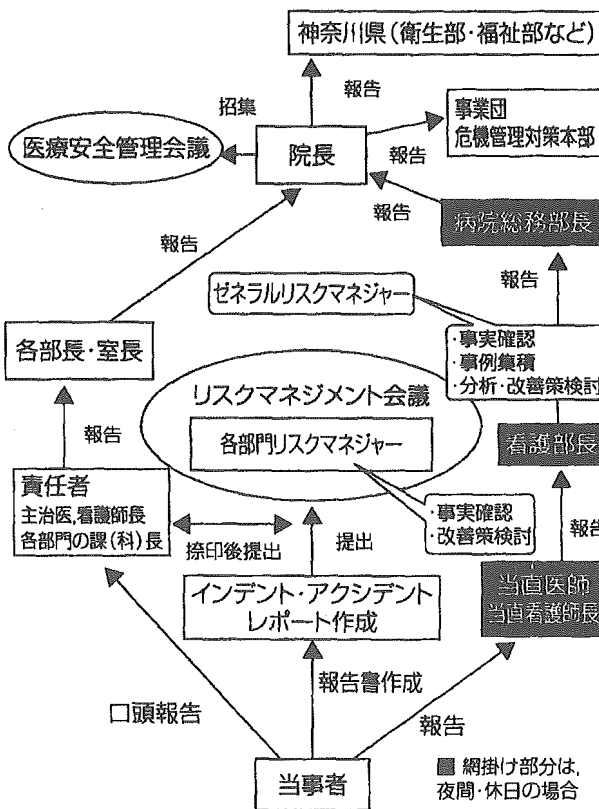 神奈川県(衛生部・福祉部など)
招集
報告
事業団
危機管理対策本部
医療安全管理会議
院長
報告
報告
病院総務部長
報告
報告
ゼネラルリスクマネジャー
・事実確認
・事例集積
・分析・改善策検討
各部長・室長
リスクマネジメント会議
各部門リスクマネジャー
看護部長
報告
責任者
主治医,看護師長
各部門の課(科)長
・事実確認
・改善策検討
報告
捺印後提出
提出
インデント・アクシデント
レポート作成
当直医師
当直看護師長
口頭報告
報告書作成
報告
当事者
■ 網掛け部分は,
夜間・休日の場合